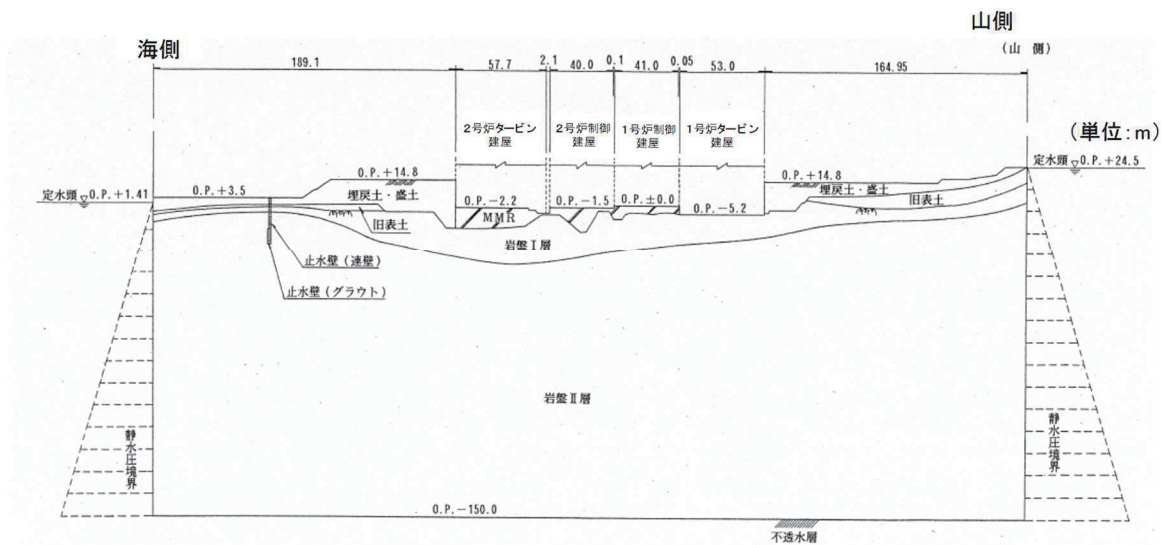 山側
海側
(山　側)
189.1
57.7
2.1
40.0
0.1
41.0
0.05
53.0
164.95
2号炉タービン
建屋
2号炉制御
建屋
1号炉制御
建屋
1号炉タービン
建屋
(単位:m)
定水頭 O.P.+1.41
O.P.+3.5
O.P.+14.8
埋戻土・盛土
O.P.-2.2
MMR
O.P.-1.5
O.P.±0.0
O.P.-5.2
O.P.+14.8
埋戻土・盛土
旧表土
定水頭 O.P.+24.5
旧表土
岩盤Ⅰ層
止水壁(連壁)
止水壁(グラウト)
岩盤Ⅱ層
静水圧境界
静水圧境界
O.P.-150.0
不透水層